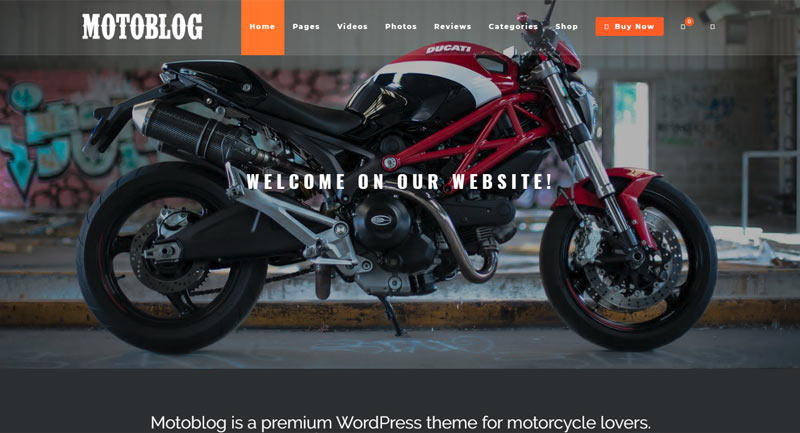 MOTOBLOG
Home Pages Videos Photos Reviews Categories Shop Buy Now 0
DUCATI
WELCOME ON OUR WEBSITE!
Motoblog is a premium WordPress theme for motorcycle lovers.